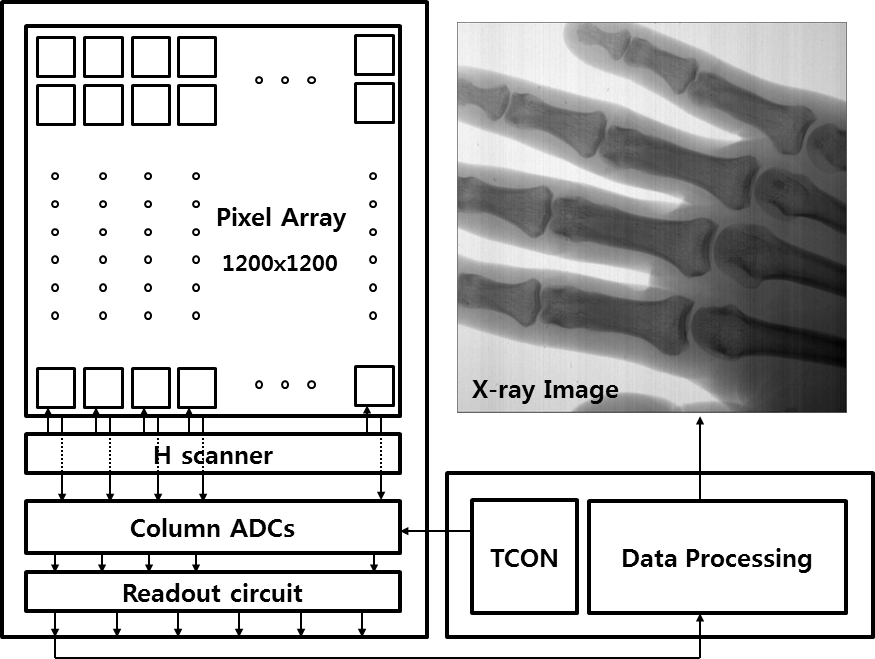 Pixel Array
1200x1200
H scanner
Column ADCs
Readout circuit
X-ray Image
TCON
Data Processing